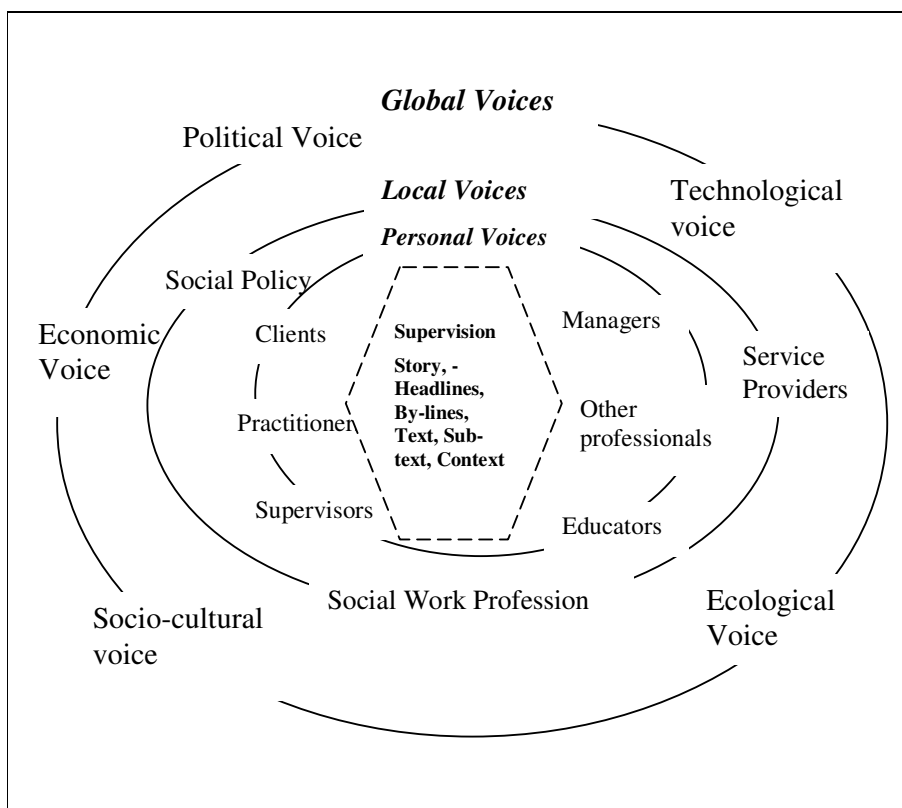 Global Voices
Political Voice
Technological
voice
Local Voices
Personal Voices
Social Policy
Economic
Voice
Clients
Managers
Supervision
Story, -
Headlines,
By-lines,
Text, Sub-
text, Context
Service
Providers
Practitioner
Other
professionals
Supervisors
Educators
Social Work Profession
Socio-cultural
voice
Ecological
Voice